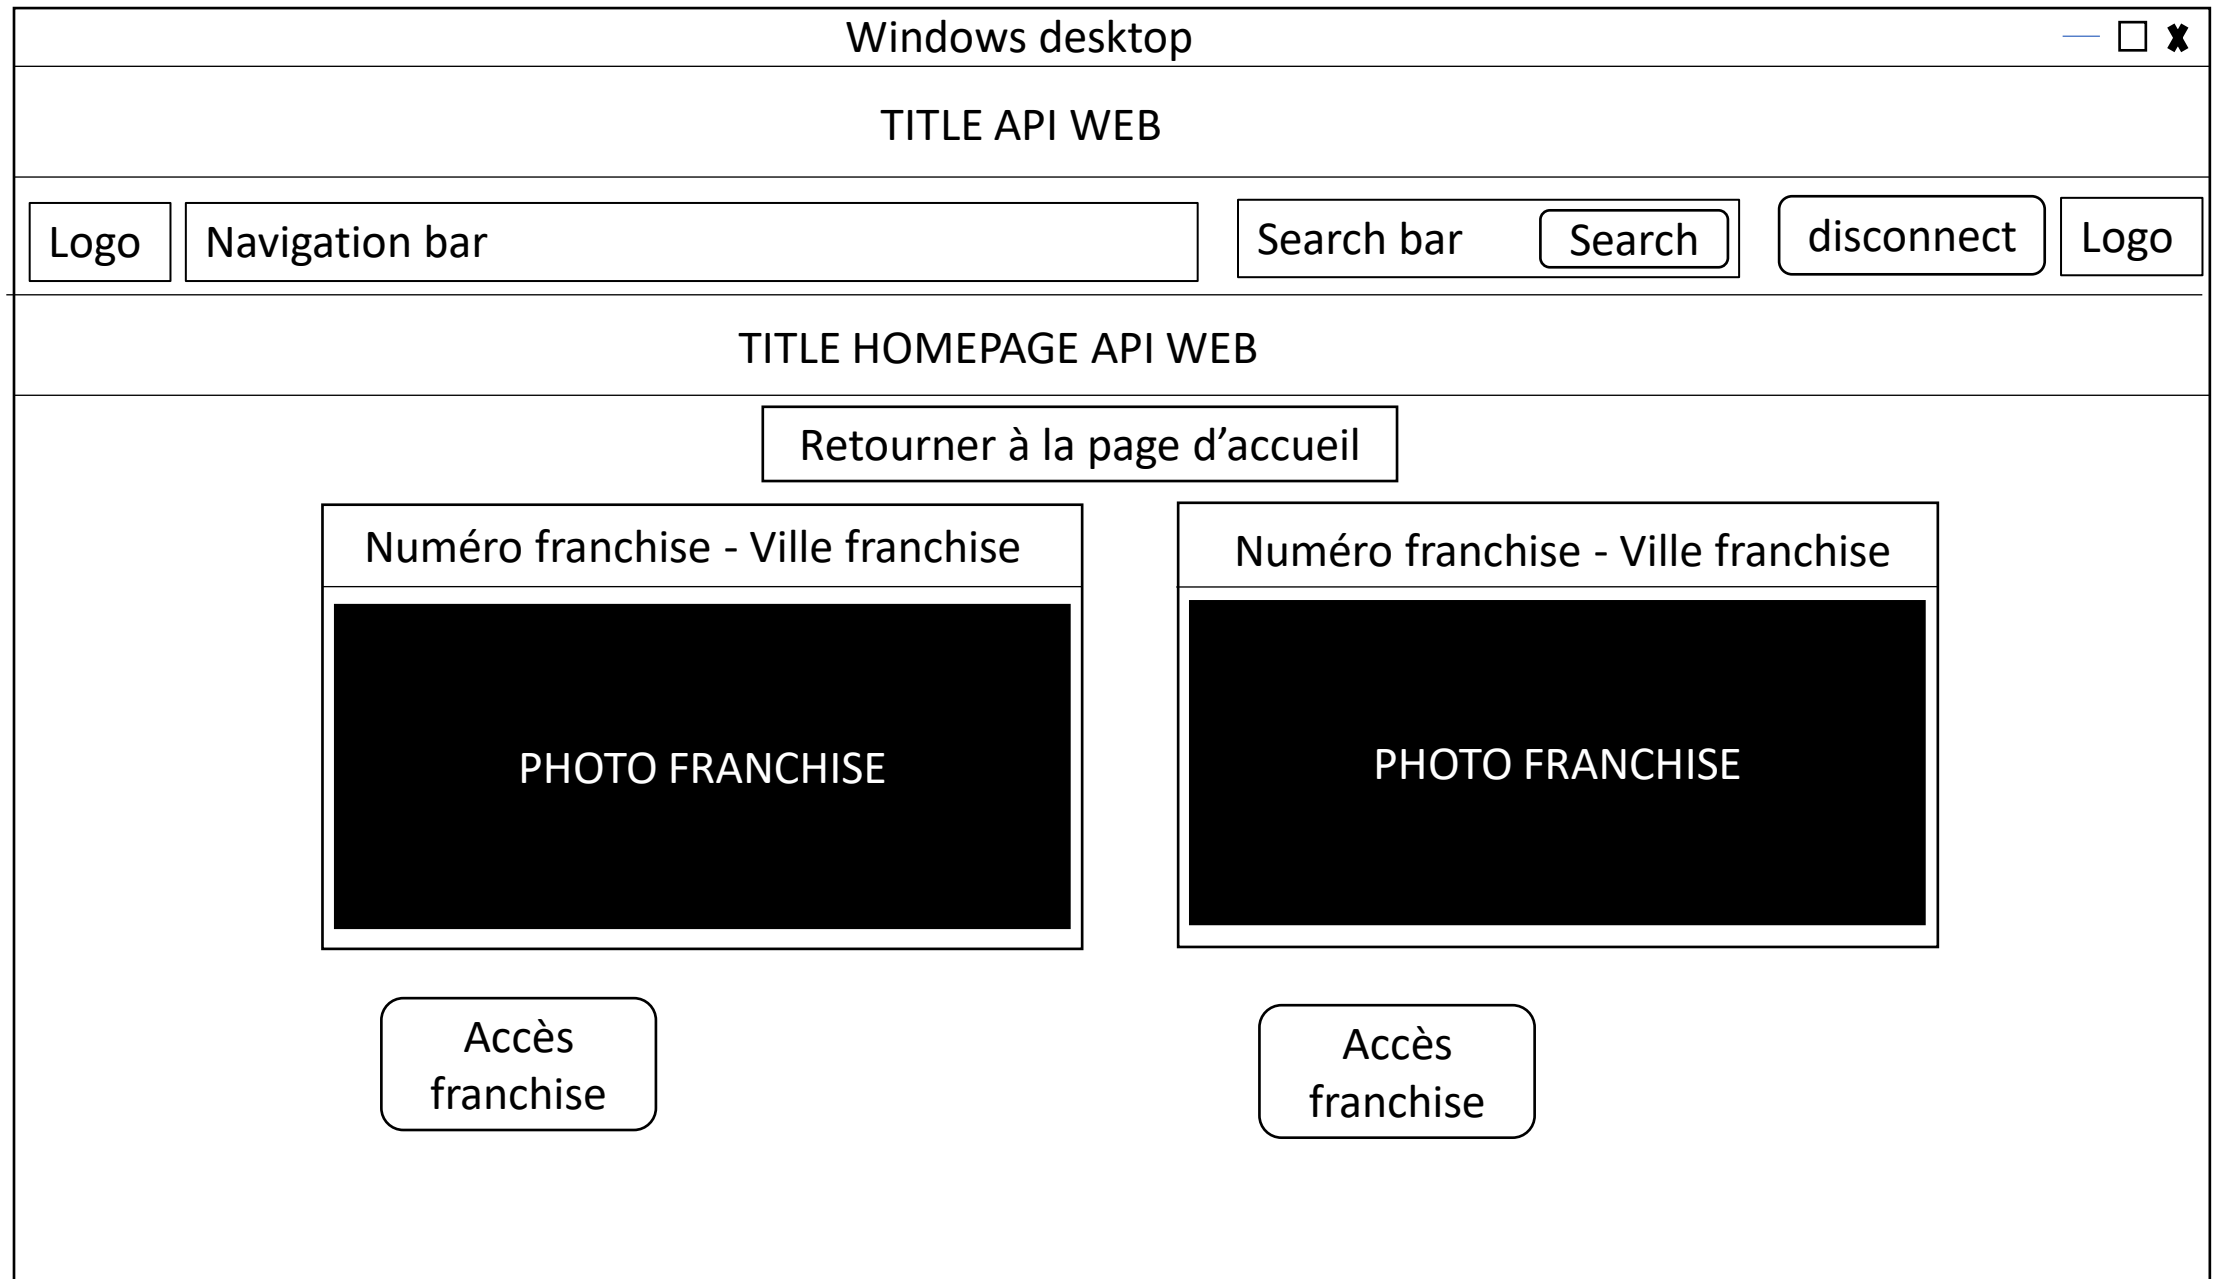 Windows desktop
TITLE API WEB
Logo
Navigation bar
Search bar
Search
disconnect
Logo
TITLE HOMEPAGE API WEB
Retourner à la page d’accueil
Numéro franchise - Ville franchise
PHOTO FRANCHISE
Accès
franchise
Numéro franchise - Ville franchise
PHOTO FRANCHISE
Accès
franchise